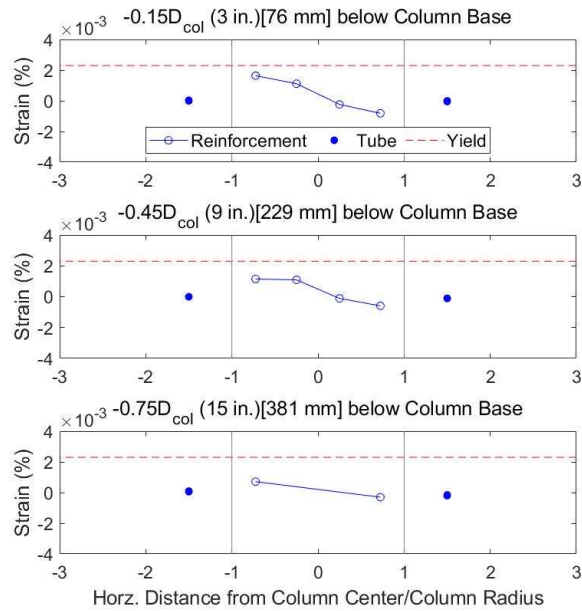 -0.15D_col (3 in.)[76 mm] below Column Base
×10^-3
4
2
0
-2
4
Strain (%)
Reinforcement Tube Yield
-3 -2 -1 0 1 2 3
-0.45D_col (9 in.)[229 mm] below Column Base
×10^-3
4
2
0
-2
-4
Strain (%)
-3 -2 -1 0 1 2 3
-0.75D_col (15 in.)[381 mm] below Column Base
×10^-3
4
2
0
-2
-4
Strain (%)
-3 -2 -1 0 1 2 3
Horz. Distance from Column Center/Column Radius